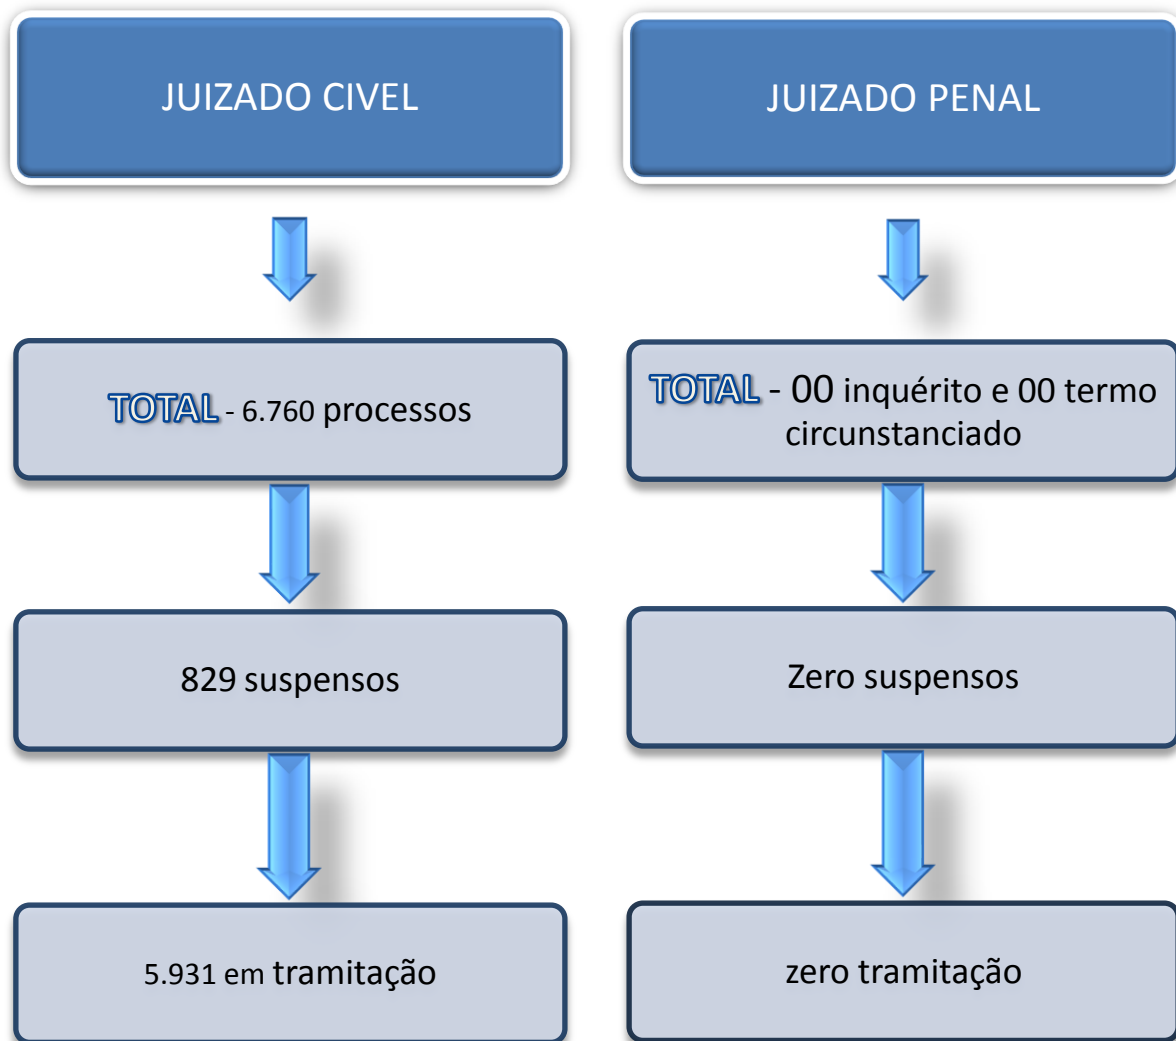 JUIZADO CIVEL
TOTAL - 6.760 processos
829 suspensos
5.931 em tramitação
JUIZADO PENAL
TOTAL - 00 inquérito e 00 termo
circunstanciado
Zero suspensos
zero tramitação